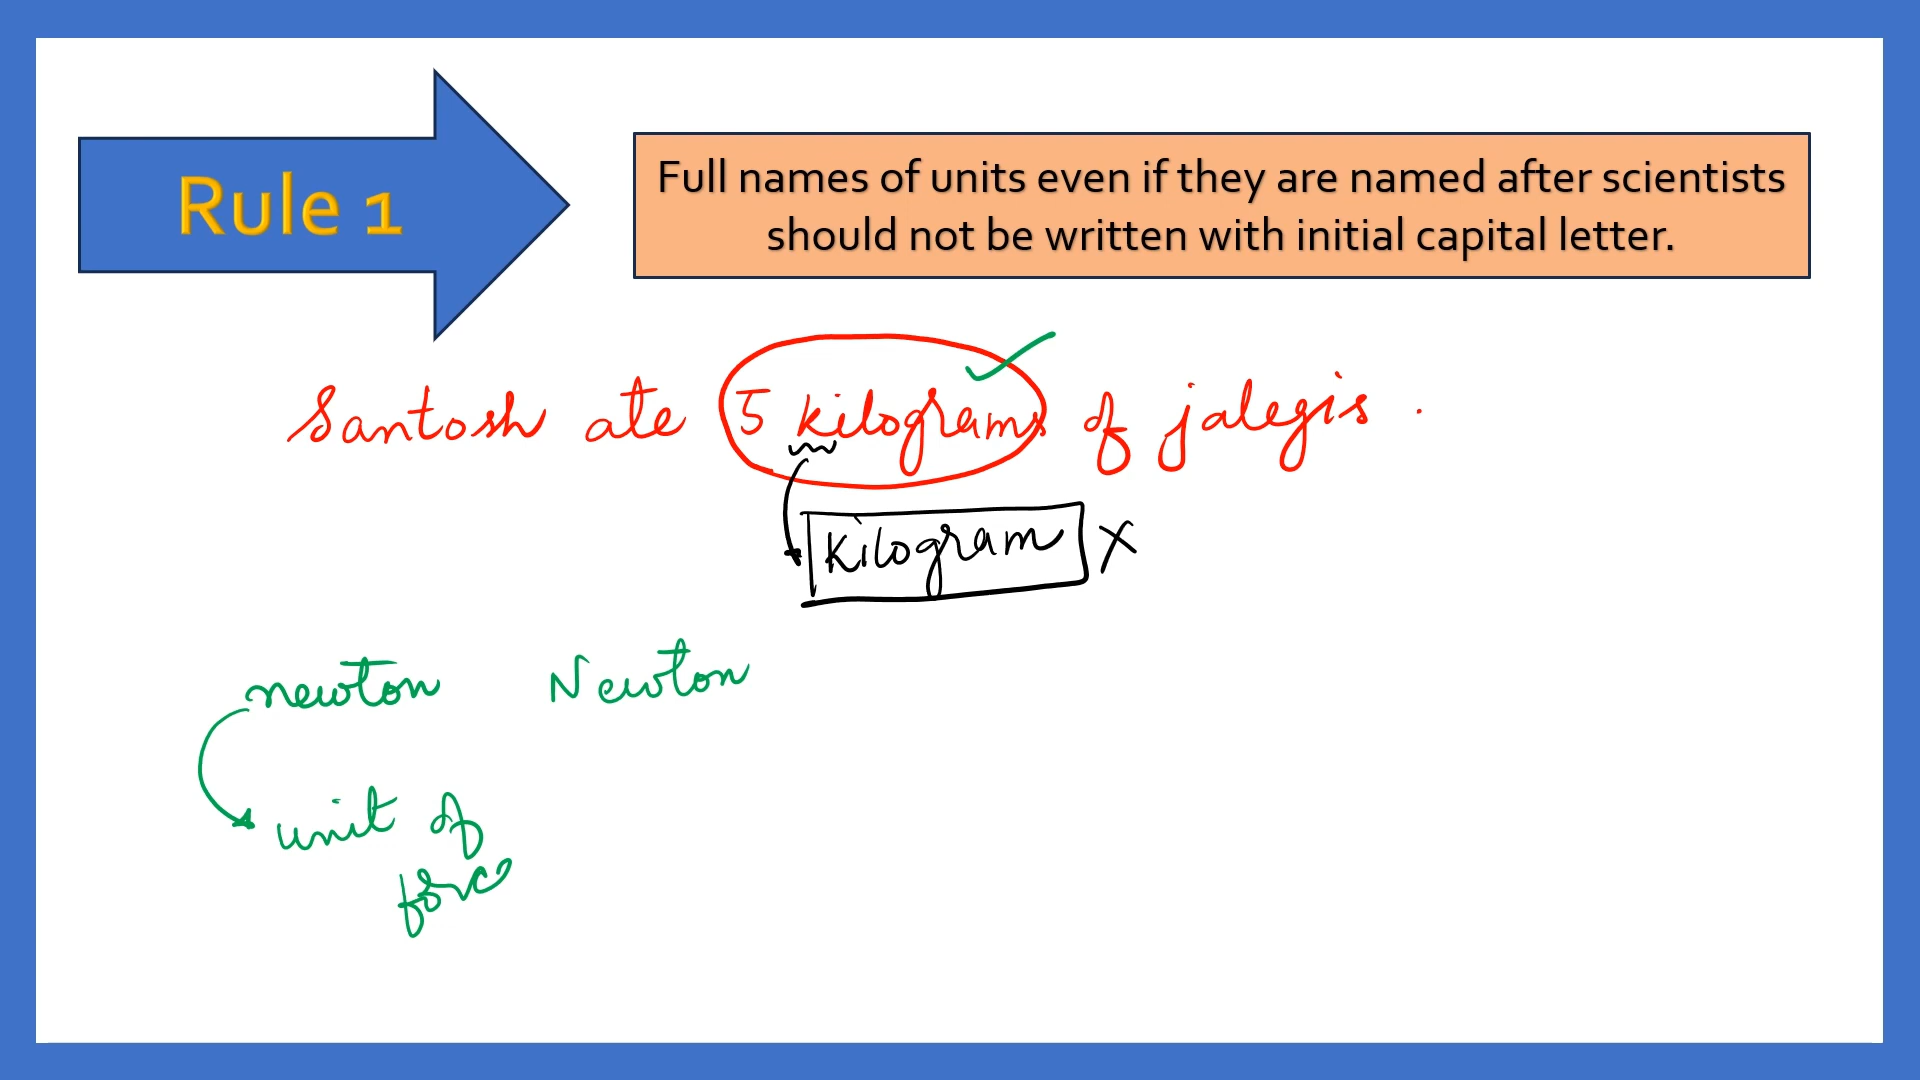 Rule 1
Full names of units even if they are named after scientists
should not be written with initial capital letter.
Santosh ate 5 kilograms of jalegis .
Kilogram X
newton Newton
unit of
force